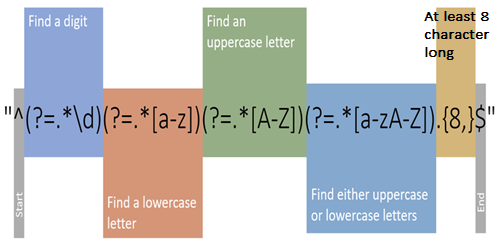 Find a digit
Find an
uppercase letter
At least 8
character
long
"^(?=.*\d)(?=.*[a-z])(?=.*[A-Z])(?=.*[a-zA-Z]).{8,}$"
Start
Find a lowercase
letter
Find either uppercase
or lowercase letters
End